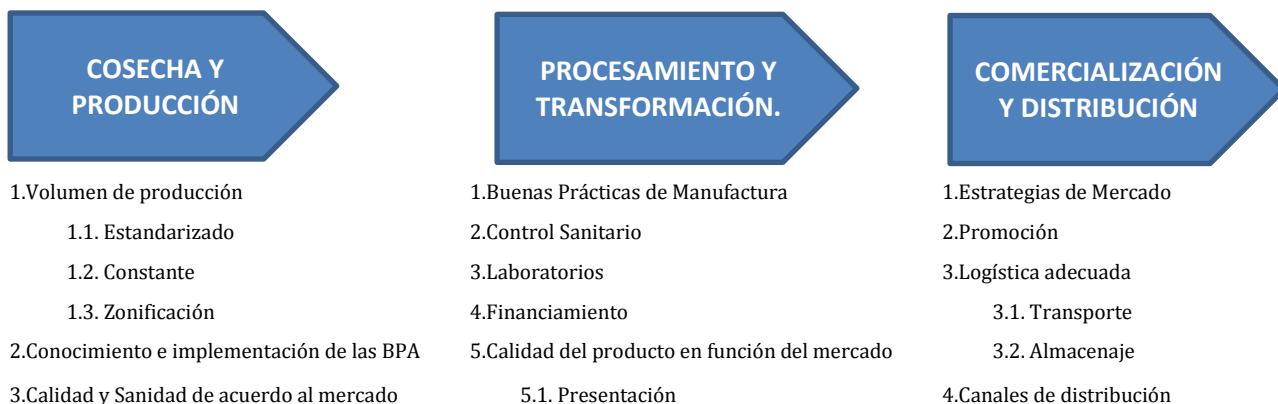 COSECHA Y
PRODUCCIÓN
1.Volumen de producción
1.1. Estandarizado
1.2. Constante
1.3. Zonificación
2.Conocimiento e implementación de las BPA
3.Calidad y Sanidad de acuerdo al mercado
PROCESAMIENTO Y
TRANSFORMACIÓN.
1.Buenas Prácticas de Manufactura
2.Control Sanitario
3.Laboratorios
4.Financiamiento
5.Calidad del producto en función del mercado
5.1. Presentación
COMERCIALIZACIÓN
Y DISTRIBUCIÓN
1.Estrategias de Mercado
2.Promoción
3.Logística adecuada
3.1. Transporte
3.2. Almacenaje
4.Canales de distribución